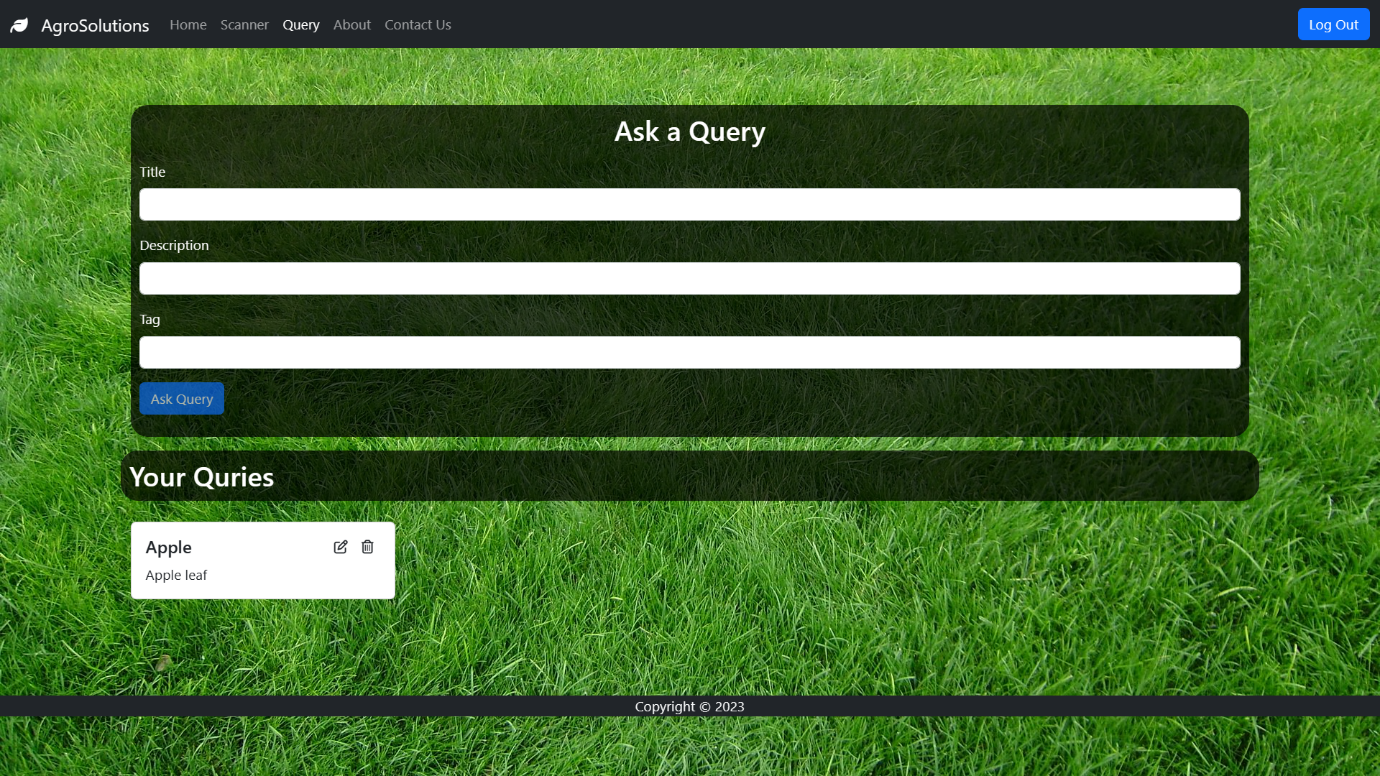 AgroSolutions Home Scanner Query About Contact Us Log Out
Ask a Query
Title
Description
Tag
Ask Query
Your Quries
Apple
Apple leaf
Copyright © 2023